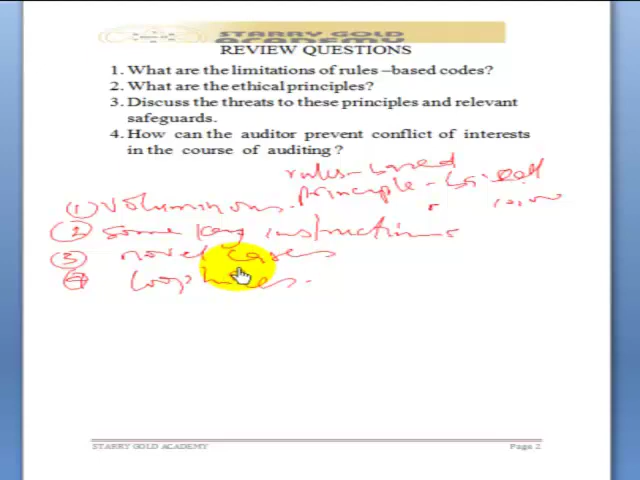 STARRY GOLD
ACADEMY
REVIEW QUESTIONS
1. What are the limitations of rules –based codes?
2. What are the ethical principles?
3. Discuss the threats to these principles and relevant
safeguards.
4. How can the auditor prevent conflict of interests
in the course of auditing ?
rules-based
principle-based
(1) Voluminous.
(2) some key instructions
(3) novel cases
(4) loopholes.
STARRY GOLD ACADEMY Page 2